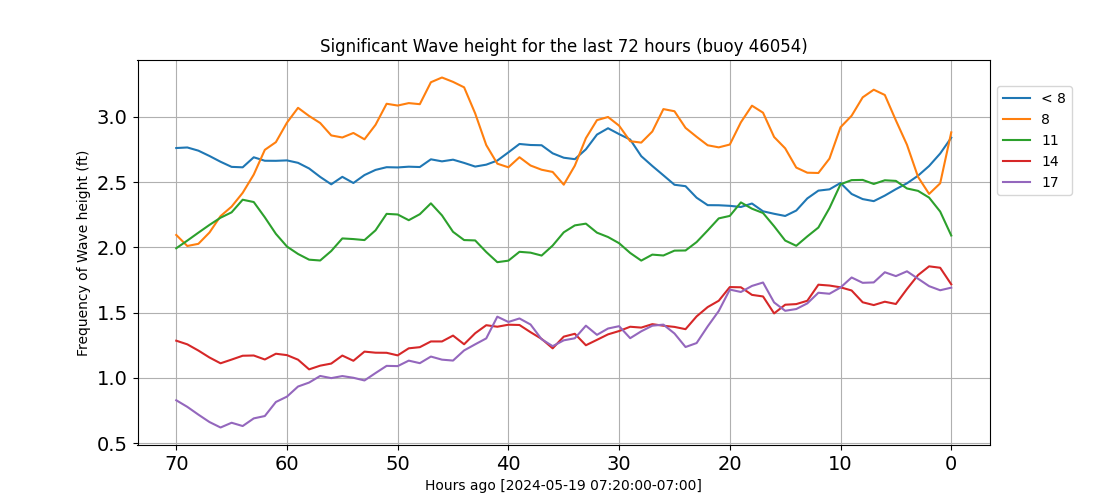 Significant Wave height for the last 72 hours (buoy 46054)
Frequency of Wave height (ft)
3.0
2.5
2.0
1.5
1.0
0.5
70 60 50 40 30 20 10 0
Hours ago [2024-05-19 07:20:00-07:00]
< 8
8
11
14
17